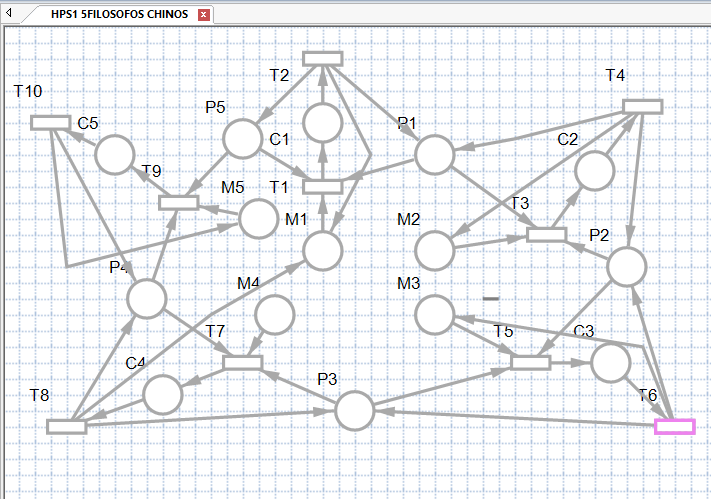 HPS1 5FILOSOFOS CHINOS
T2
T4
T10
P5
C5
C1
P1
C2
T9
M5
T1
T3
M1
M2
P2
P4
M4
M3
T7
T5
C3
C4
P3
T8
T6